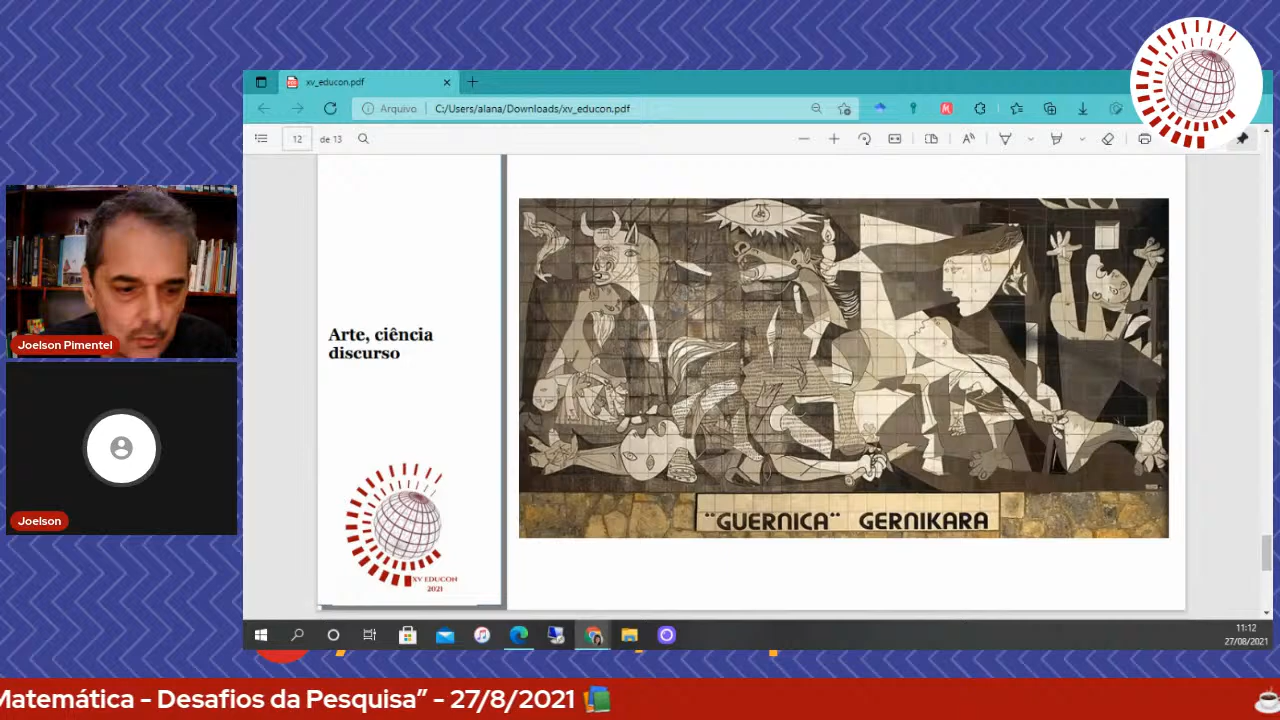 xv_educon.pdf
Arquivo
C:/Users/alana/Downloads/xv_educon.pdf
12 de 13
Joelson Pimentel
Joelson
Arte, ciência
discurso
XV EDUCON
2021
"GUERNICA" GERNIKARA
11:12
27/08/2021
Matemática - Desafios da Pesquisa” - 27/8/2021